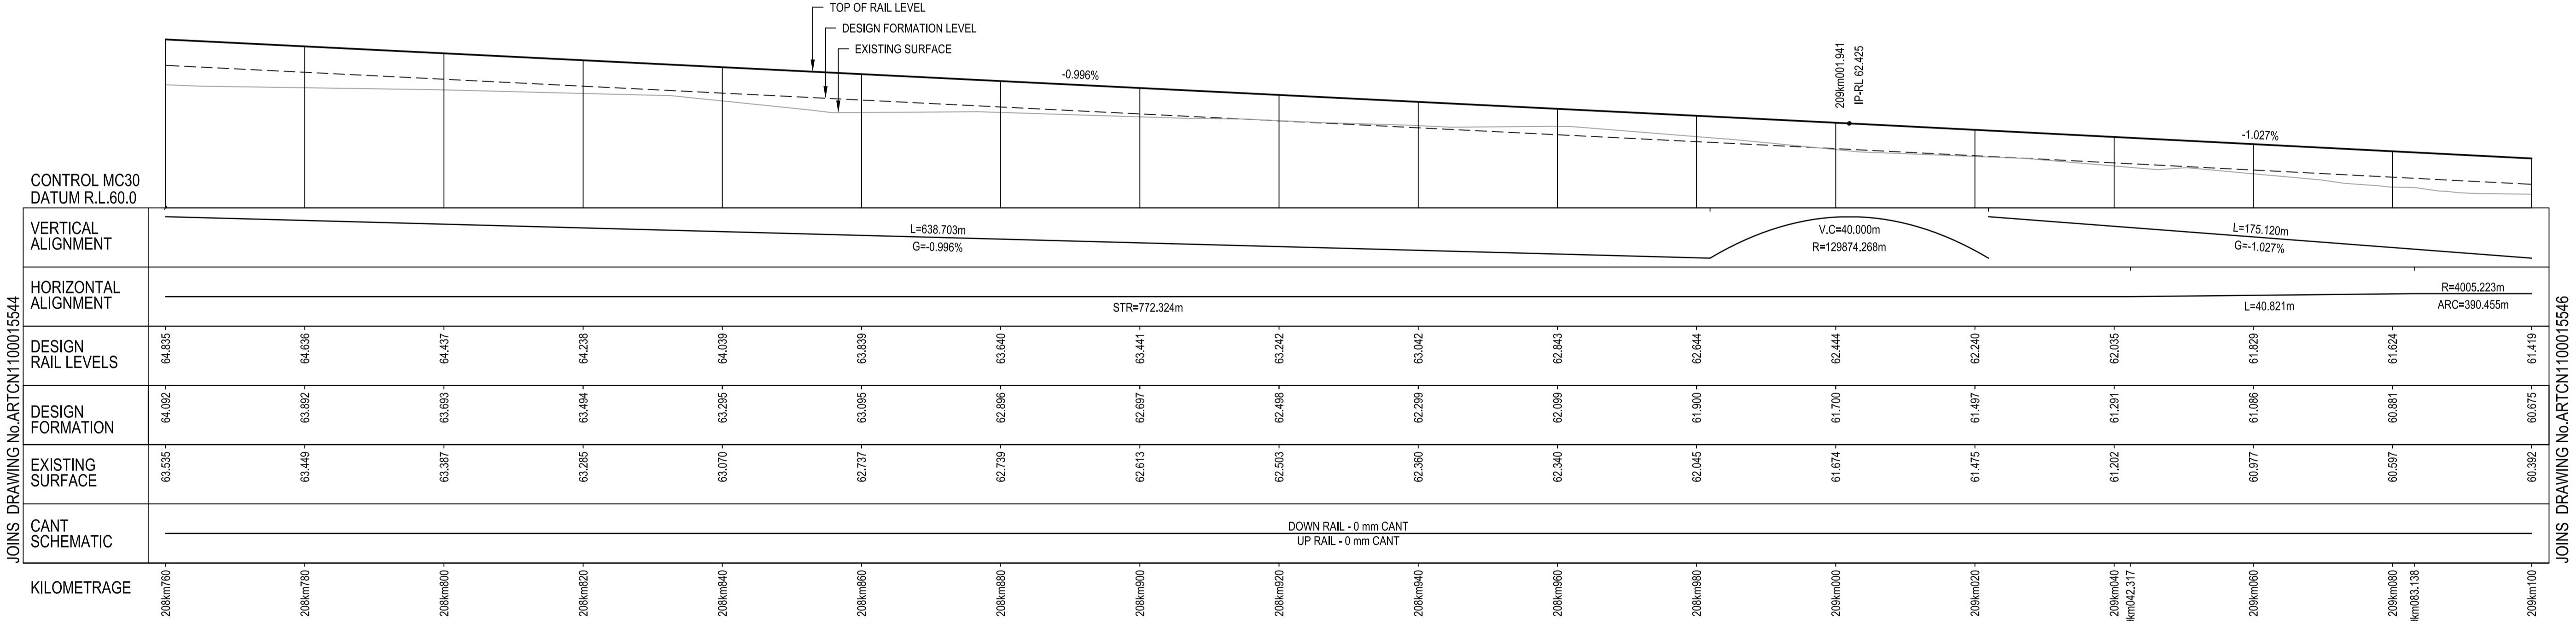 TOP OF RAIL LEVEL
DESIGN FORMATION LEVEL
EXISTING SURFACE
-0.996%
209km001.941
IP-RL 62.425
-1.027%
CONTROL MC30
DATUM R.L.60.0
VERTICAL
ALIGNMENT
L=638.703m
G=-0.996%
V.C=40.000m
R=129874.268m
L=175.120m
G=-1.027%
HORIZONTAL
ALIGNMENT
STR=772.324m
L=40.821m
R=4005.223m
ARC=390.455m
DESIGN
RAIL LEVELS
64.835 64.636 64.437 64.238 64.039 63.839 63.640 63.441 63.242 63.042 62.843 62.644 62.444 62.240 62.035 61.829 61.624 61.419
DESIGN
FORMATION
64.092 63.892 63.693 63.494 63.295 63.095 62.896 62.697 62.498 62.299 62.099 61.900 61.700 61.497 61.291 61.086 60.881 60.675
EXISTING
SURFACE
63.535 63.449 63.387 63.285 63.070 62.737 62.739 62.613 62.503 62.360 62.340 62.045 61.674 61.475 61.202 60.977 60.597 60.392
CANT
SCHEMATIC
DOWN RAIL - 0 mm CANT
UP RAIL - 0 mm CANT
KILOMETRAGE
208km760 208km780 208km800 208km820 208km840 208km860 208km880 208km900 208km920 208km940 208km960 208km980 209km000 209km020 209km040 km042.317 209km060 209km080 km083.138 209km100
JOINS DRAWING No.ARTCN1100015544
JOINS DRAWING No.ARTCN1100015546